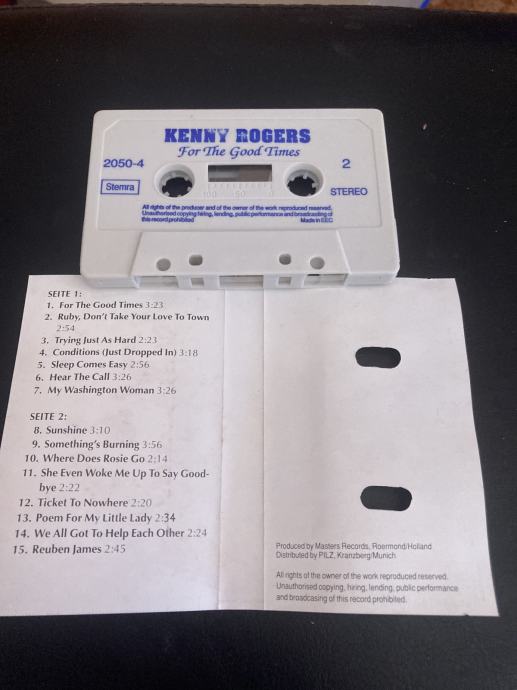 KENNY ROGERS
For The Good Times
2050-4
2
Stemra
STEREO
100 50 0
All rights of the producer and of the owner of the work reproduced reserved.
Unauthorised copying hiring, lending, public performance and broadcasting of
this record prohibited
Made in EEC
SEITE 1:
1. For The Good Times 3:23
2. Ruby, Don't Take Your Love To Town
2:54
3. Trying Just As Hard 2:23
4. Conditions (Just Dropped In) 3:18
5. Sleep Comes Easy 2:56
6. Hear The Call 3:26
7. My Washington Woman 3:26
SEITE 2:
8. Sunshine 3:10
9. Something's Burning 3:56
10. Where Does Rosie Go 2:14
11. She Even Woke Me Up To Say Good-
bye 2:22
12. Ticket To Nowhere 2:20
13. Poem For My Little Lady 2:34
14. We All Got To Help Each Other 2:24
15. Reuben James 2:45
Produced by Masters Records, Roermond/Holland
Distributed by PILZ, Kranzberg/Munich
All rights of the owner of the work reproduced reserved.
Unauthorised copying, hiring, lending, public performance
and broadcasing of this record prohibited.